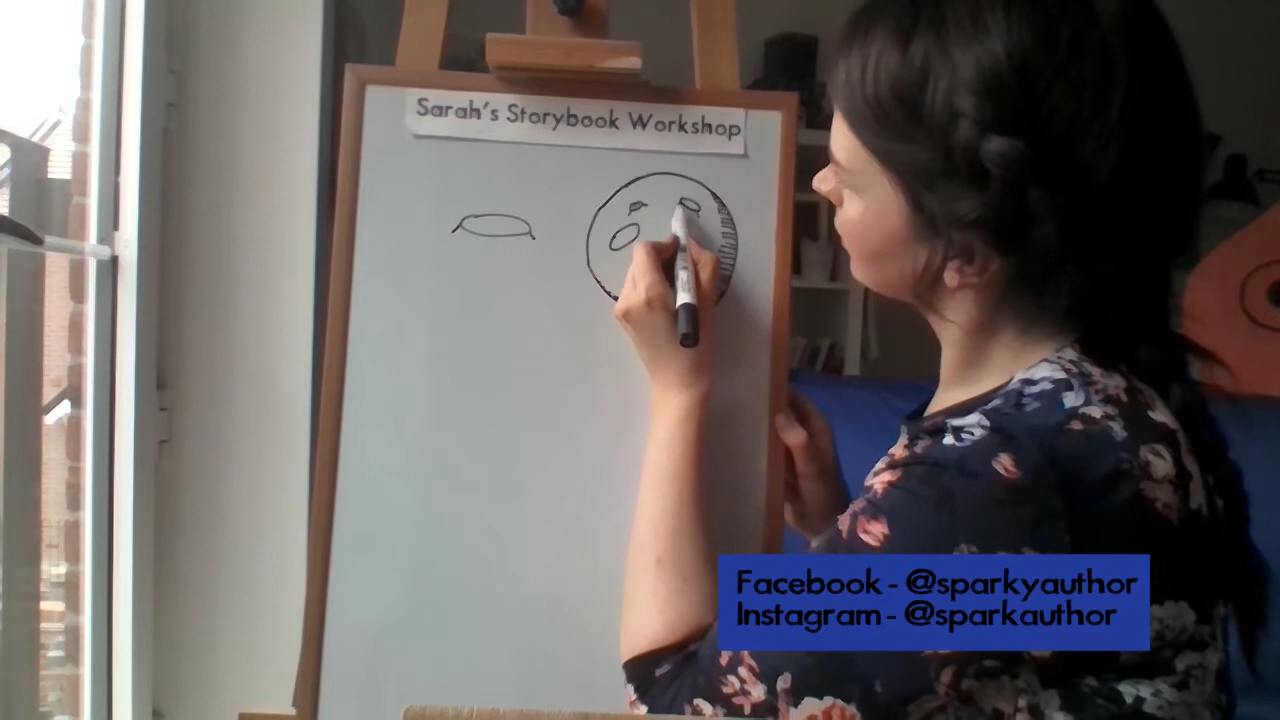 Sarah's Storybook Workshop
Facebook - @sparkyauthor
Instagram - @sparkauthor